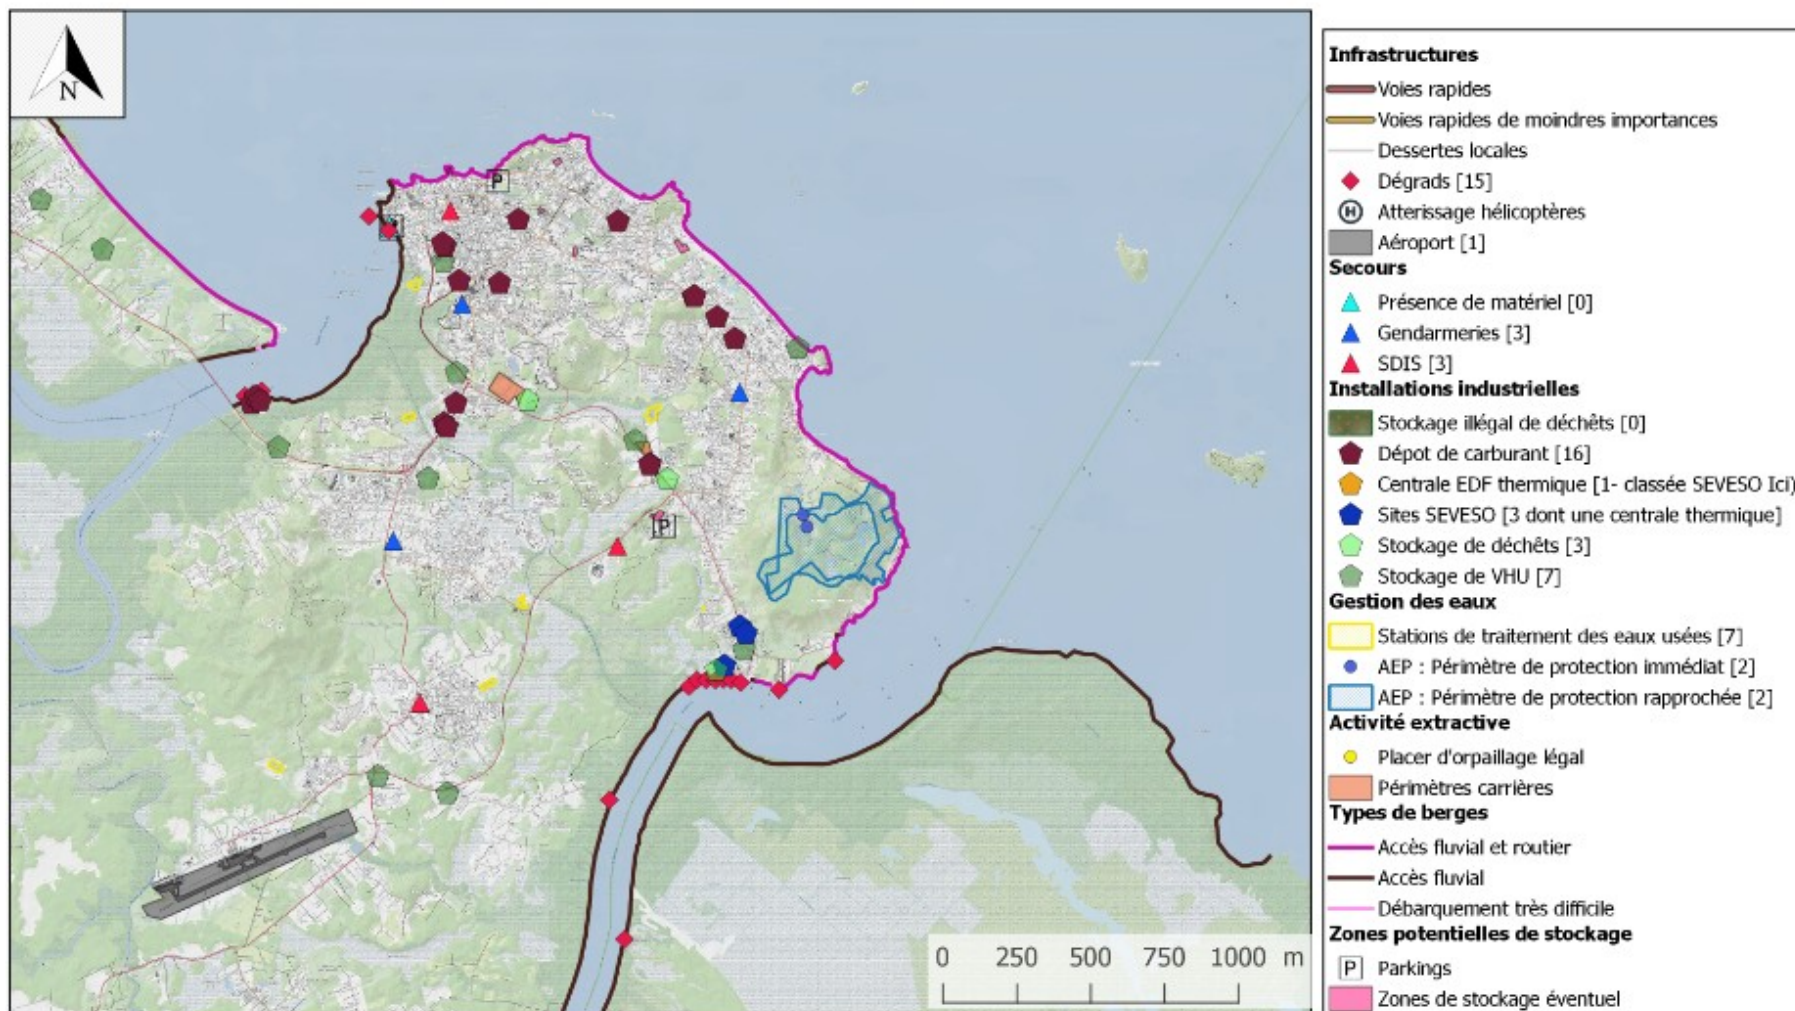 N
P
P
Infrastructures
Voies rapides
Voies rapides de moindres importances
Dessertes locales
Dégrads [15]
H Atterissage hélicoptères
Aéroport [1]
Secours
Présence de matériel [0]
Gendarmeries [3]
SDIS [3]
Installations industrielles
Stockage illégal de déchêts [0]
Dépot de carburant [16]
Centrale EDF thermique [1- classée SEVESO Ici)
Sites SEVESO [3 dont une centrale thermique]
Stockage de déchêts [3]
Stockage de VHU [7]
Gestion des eaux
Stations de traitement des eaux usées [7]
AEP : Périmètre de protection immédiat [2]
AEP : Périmètre de protection rapprochée [2]
Activité extractive
Placer d'orpaillage légal
Périmètres carrières
Types de berges
Accès fluvial et routier
Accès fluvial
Débarquement très difficile
Zones potentielles de stockage
P Parkings
Zones de stockage éventuel
0 250 500 750 1000 m